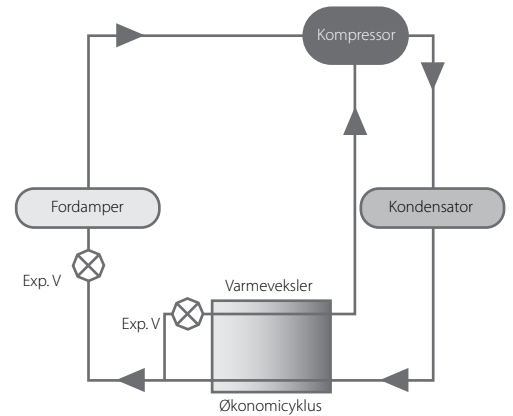 Kompressor
Fordamper
Kondensator
Exp. V
Varmeveksler
Exp. V
Økonomicyklus